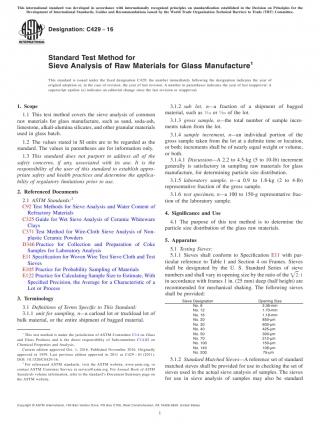 This international standard was developed in accordance with internationally recognized principles on standardization established in the Decision on Principles for the
Development of International Standards, Guides and Recommendations issued by the World Trade Organization Technical Barriers to Trade (TBT) Committee.
Designation: C429 − 16
Standard Test Method for
Sieve Analysis of Raw Materials for Glass Manufacture1
This standard is issued under the fixed designation C429; the number immediately following the designation indicates the year of
original adoption or, in the case of revision, the year of last revision. A number in parentheses indicates the year of last reapproval. A
superscript epsilon (ε) indicates an editorial change since the last revision or reapproval.
1. Scope
1.1 This test method covers the sieve analysis of common
raw materials for glass manufacture, such as sand, soda-ash,
limestone, alkali-alumina silicates, and other granular materials
used in glass batch.
1.2 The values stated in SI units are to be regarded as the
standard. The values in parentheses are for information only.
1.3 This standard does not purport to address all of the
safety concerns, if any, associated with its use. It is the
responsibility of the user of this standard to establish appro-
priate safety and health practices and determine the applica-
bility of regulatory limitations prior to use.
2. Referenced Documents
2.1 ASTM Standards:2
C92 Test Methods for Sieve Analysis and Water Content of
Refractory Materials
C325 Guide for Wet Sieve Analysis of Ceramic Whiteware
Clays
C371 Test Method for Wire-Cloth Sieve Analysis of Non-
plastic Ceramic Powders
D346 Practice for Collection and Preparation of Coke
Samples for Laboratory Analysis
E11 Specification for Woven Wire Test Sieve Cloth and Test
Sieves
E105 Practice for Probability Sampling of Materials
E122 Practice for Calculating Sample Size to Estimate, With
Specified Precision, the Average for a Characteristic of a
Lot or Process
3. Terminology
3.1 Definitions of Terms Specific to This Standard:
3.1.1 unit for sampling, n—a carload lot or truckload lot of
bulk material, or the entire shipment of bagged material.
1 This test method is under the jurisdiction of ASTM Committee C14 on Glass
and Glass Products and is the direct responsibility of Subcommittee C14.02 on
Chemical Properties and Analysis.
Current edition approved Oct. 1, 2016. Published November 2016. Originally
approved in 1959. Last previous edition approved in 2011 as C429 – 01 (2011).
DOI: 10.1520/C0429-16.
2 For referenced ASTM standards, visit the ASTM website, www.astm.org, or
contact ASTM Customer Service at service@astm.org. For Annual Book of ASTM
Standards volume information, refer to the standard's Document Summary page on
the ASTM website.
3.1.2 sub lot, n—a fraction of a shipment of bagged
material, such as
of the lot.
3.1.3 gross sample, n—the total number of sample incre-
ments taken from the lot.
3.1.4 sample increment, n—an individual portion of the
gross sample taken from the lot at a definite time or location,
or both; increments shall be of nearly equal weight or volume,
or both.
3.1.4.1 Discussion—A 2.2 to 4.5-kg (5 to 10-lb) increment
generally is satisfactory in sampling raw materials for glass
manufacture, for determining particle size distribution.
3.1.5 laboratory sample, n—a 0.9 to 1.8-kg (2 to 4-lb)
representative fraction of the gross sample.
3.1.6 test specimen, n—a 100 to 150-g representative frac-
tion of the laboratory sample.
4. Significance and Use
4.1 The purpose of this test method is to determine the
particle size distribution of the glass raw materials.
5. Apparatus
5.1 Testing Sieves:
5.1.1 Sieves shall conform to Specification E11 with par-
ticular reference to Table 1 and Section 4 on Frames. Sieves
shall be designated by the U. S. Standard Series of sieve
numbers and shall vary in opening size by the ratio of the √2 : 1
in accordance with frames 1 in. (25 mm) deep (half height) are
recommended for mechanical shaking. The following sieves
shall be provided:
Sieve Designation Opening Size
No. 8 2.36-mm
No. 12 1.70-mm
No. 16 1.18-mm
No. 20 850-µm
No. 30 600-µm
No. 40 425-µm
No. 50 300-µm
No. 70 212-µm
No. 100 150-µm
No. 140 106-µm
No. 200 75-µm
5.1.2 Standard Matched Sieves—A reference set of standard
matched sieves shall be provided for use in checking the set of
sieves used in the actual sieve analysis of samples. The sieves
for use in sieve analysis of samples may also be standard
Copyright © ASTM International, 100 Barr Harbor Drive, PO Box C700, West Conshohocken, PA 19428-2959. United States
1